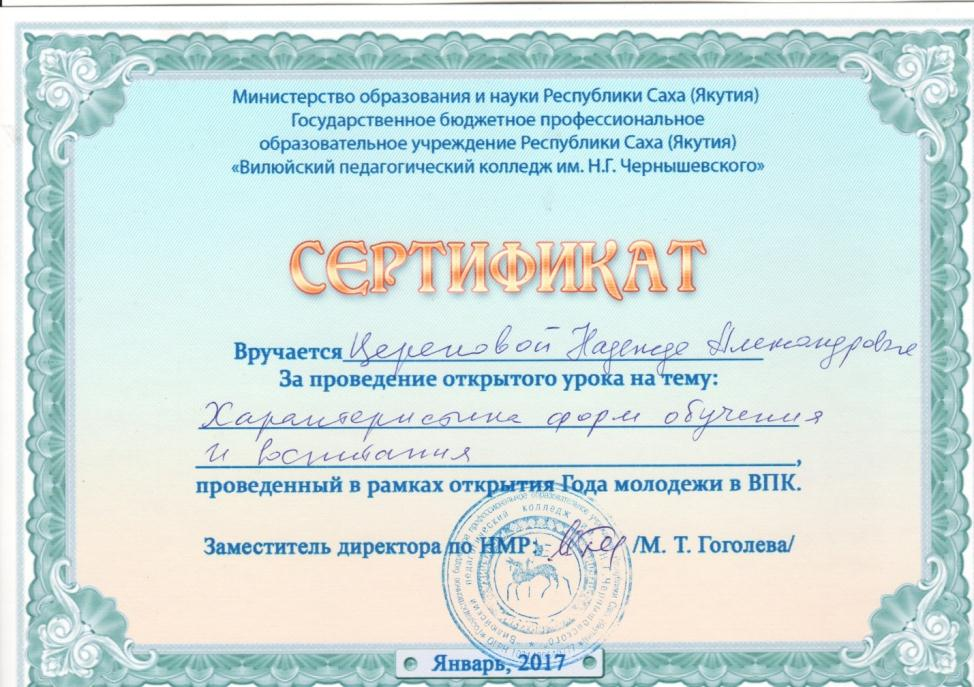 Министерство образования и науки Республики Саха (Якутия)
Государственное бюджетное профессиональное
образовательное учреждение Республики Саха (Якутия)
«Вилюйский педагогический колледж им. Н.Г. Чернышевского»
СЕРТИФИКАТ
Вручается Цереповой Надежде Александровне
За проведение открытого урока на тему:
Характеристика форм обучения
и воспитания,
проведенный в рамках открытия Года молодежи в ВПК.
Заместитель директора по НМР: /М. Т. Гоголева/
Январь, 2017